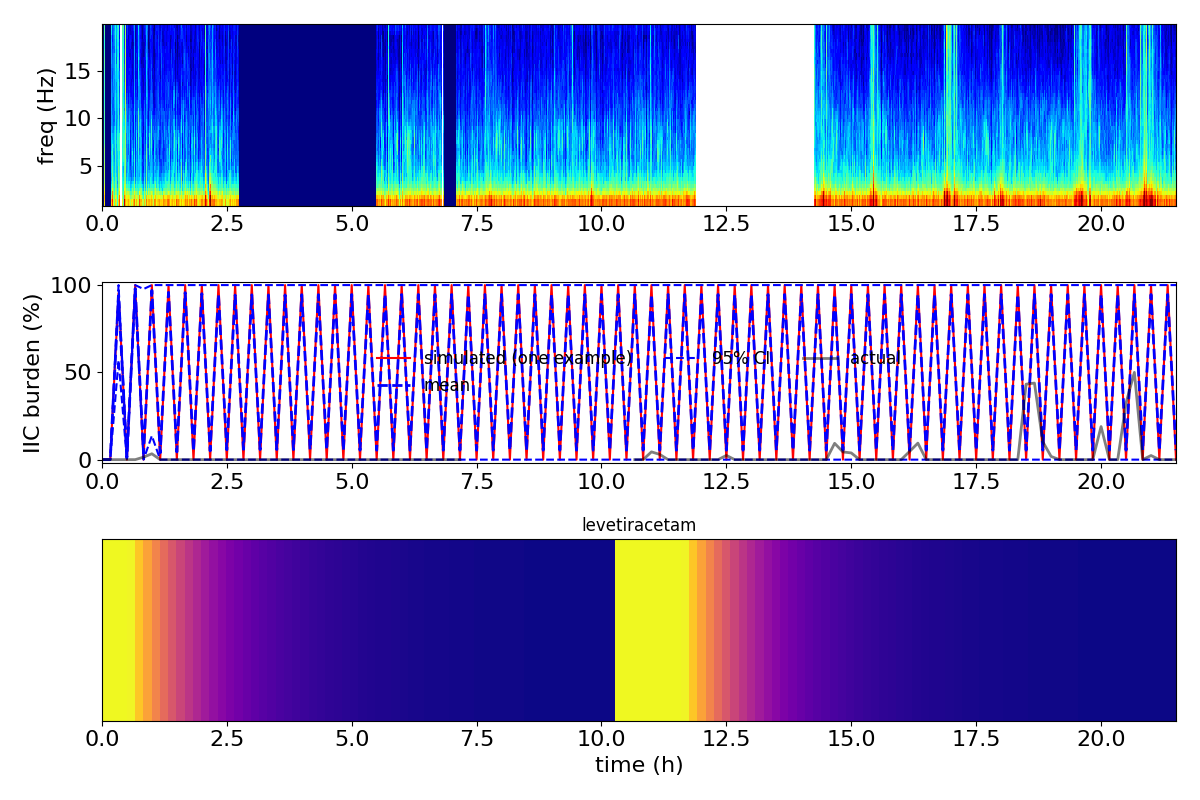 freq (Hz)
15
10
5
0.0 2.5 5.0 7.5 10.0 12.5 15.0 17.5 20.0
IIC burden (%)
100
50
0
simulated (one example) 95% CI actual
mean
0.0 2.5 5.0 7.5 10.0 12.5 15.0 17.5 20.0
levetiracetam
0.0 2.5 5.0 7.5 10.0 12.5 15.0 17.5 20.0
time (h)